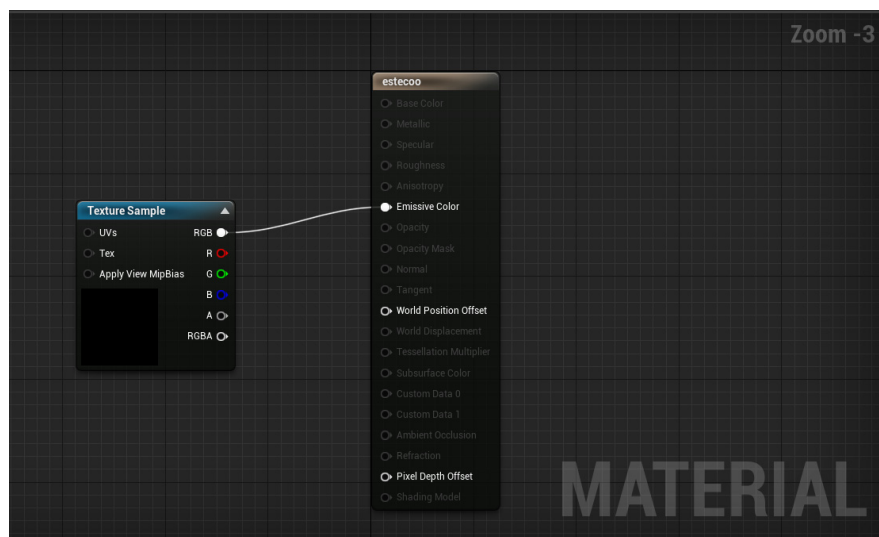 Zoom -3
estecoo
Base Color
Metallic
Specular
Roughness
Anisotropy
Emissive Color
Opacity
Opacity Mask
Normal
Tangent
World Position Offset
World Displacement
Tessellation Multiplier
Subsurface Color
Custom Data 0
Custom Data 1
Ambient Occlusion
Refraction
Pixel Depth Offset
Shading Model
Texture Sample
UVs RGB
Tex R
Apply View MipBias G
B
A
RGBA
MATERIAL